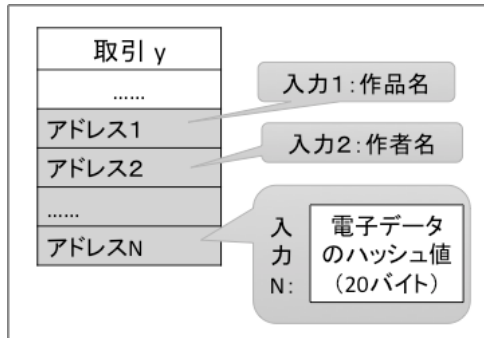 取引 y
......
アドレス1
アドレス2
......
アドレスN
入力1:作品名
入力2:作者名
入力N:
電子データ
のハッシュ値
(20バイト)